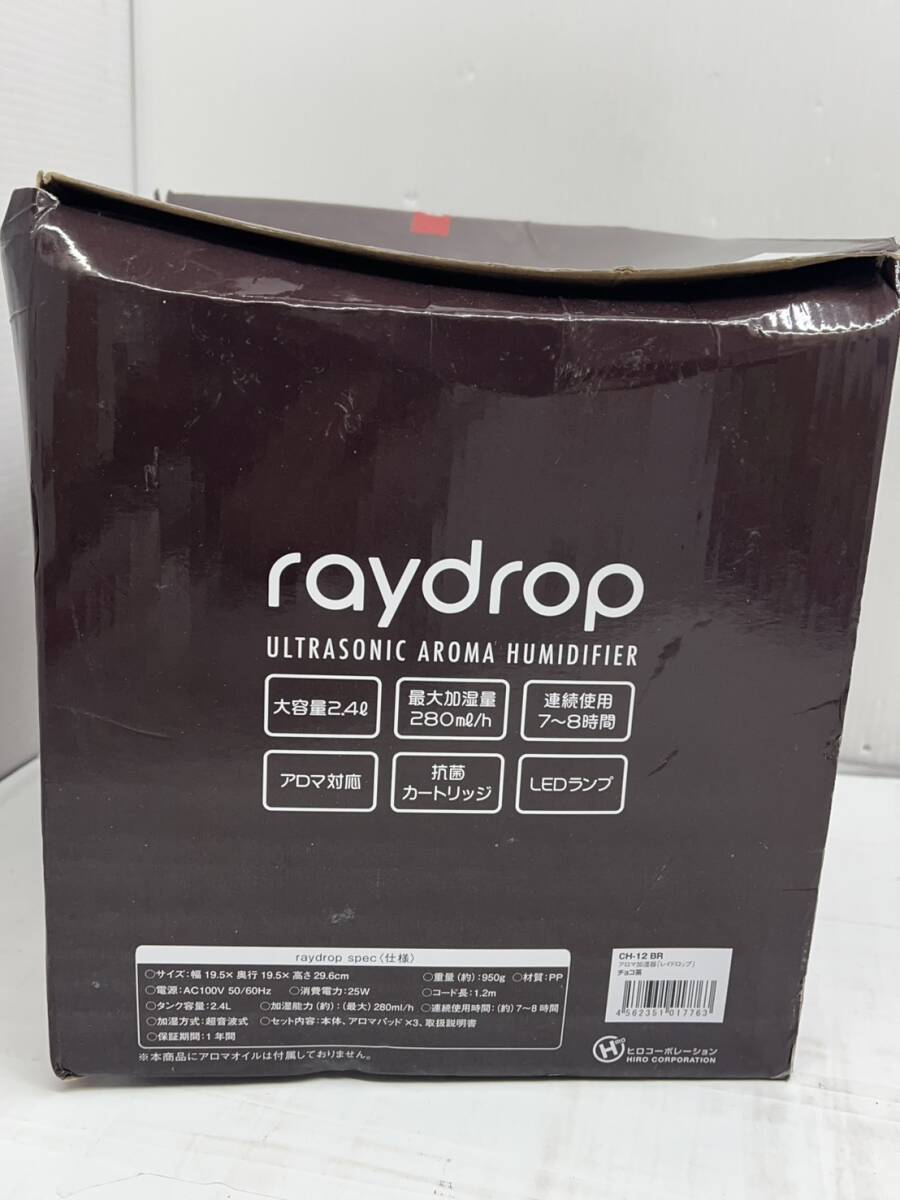 raydrop
ULTRASONIC AROMA HUMIDIFIER
大容量2.4ℓ
最大加湿量
280mℓ/h
連続使用
7〜8時間
アロマ対応
抗菌
カートリッジ
LEDランプ
raydrop spec〈仕様〉
○サイズ:幅 19.5× 奥行 19.5× 高さ 29.6cm ○重量(約):950g ○材質:PP
○電源:AC100V 50/60Hz ○消費電力:25W ○コード長:1.2m
○タンク容量:2.4L ○加湿能力(約):(最大)280ml/h ○連続使用時間:(約)7〜8時間
○加湿方式:超音波式 ○セット内容:本体、アロマパッド×3、取扱説明書
○保証期間:1年間
※本商品にアロマオイルは付属しておりません。
CH-12 BR
アロマ加湿器「レイドロップ」
チョコ茶
4 562351 017763
HIRO
ヒロコーポレーション
HIRO CORPORATION